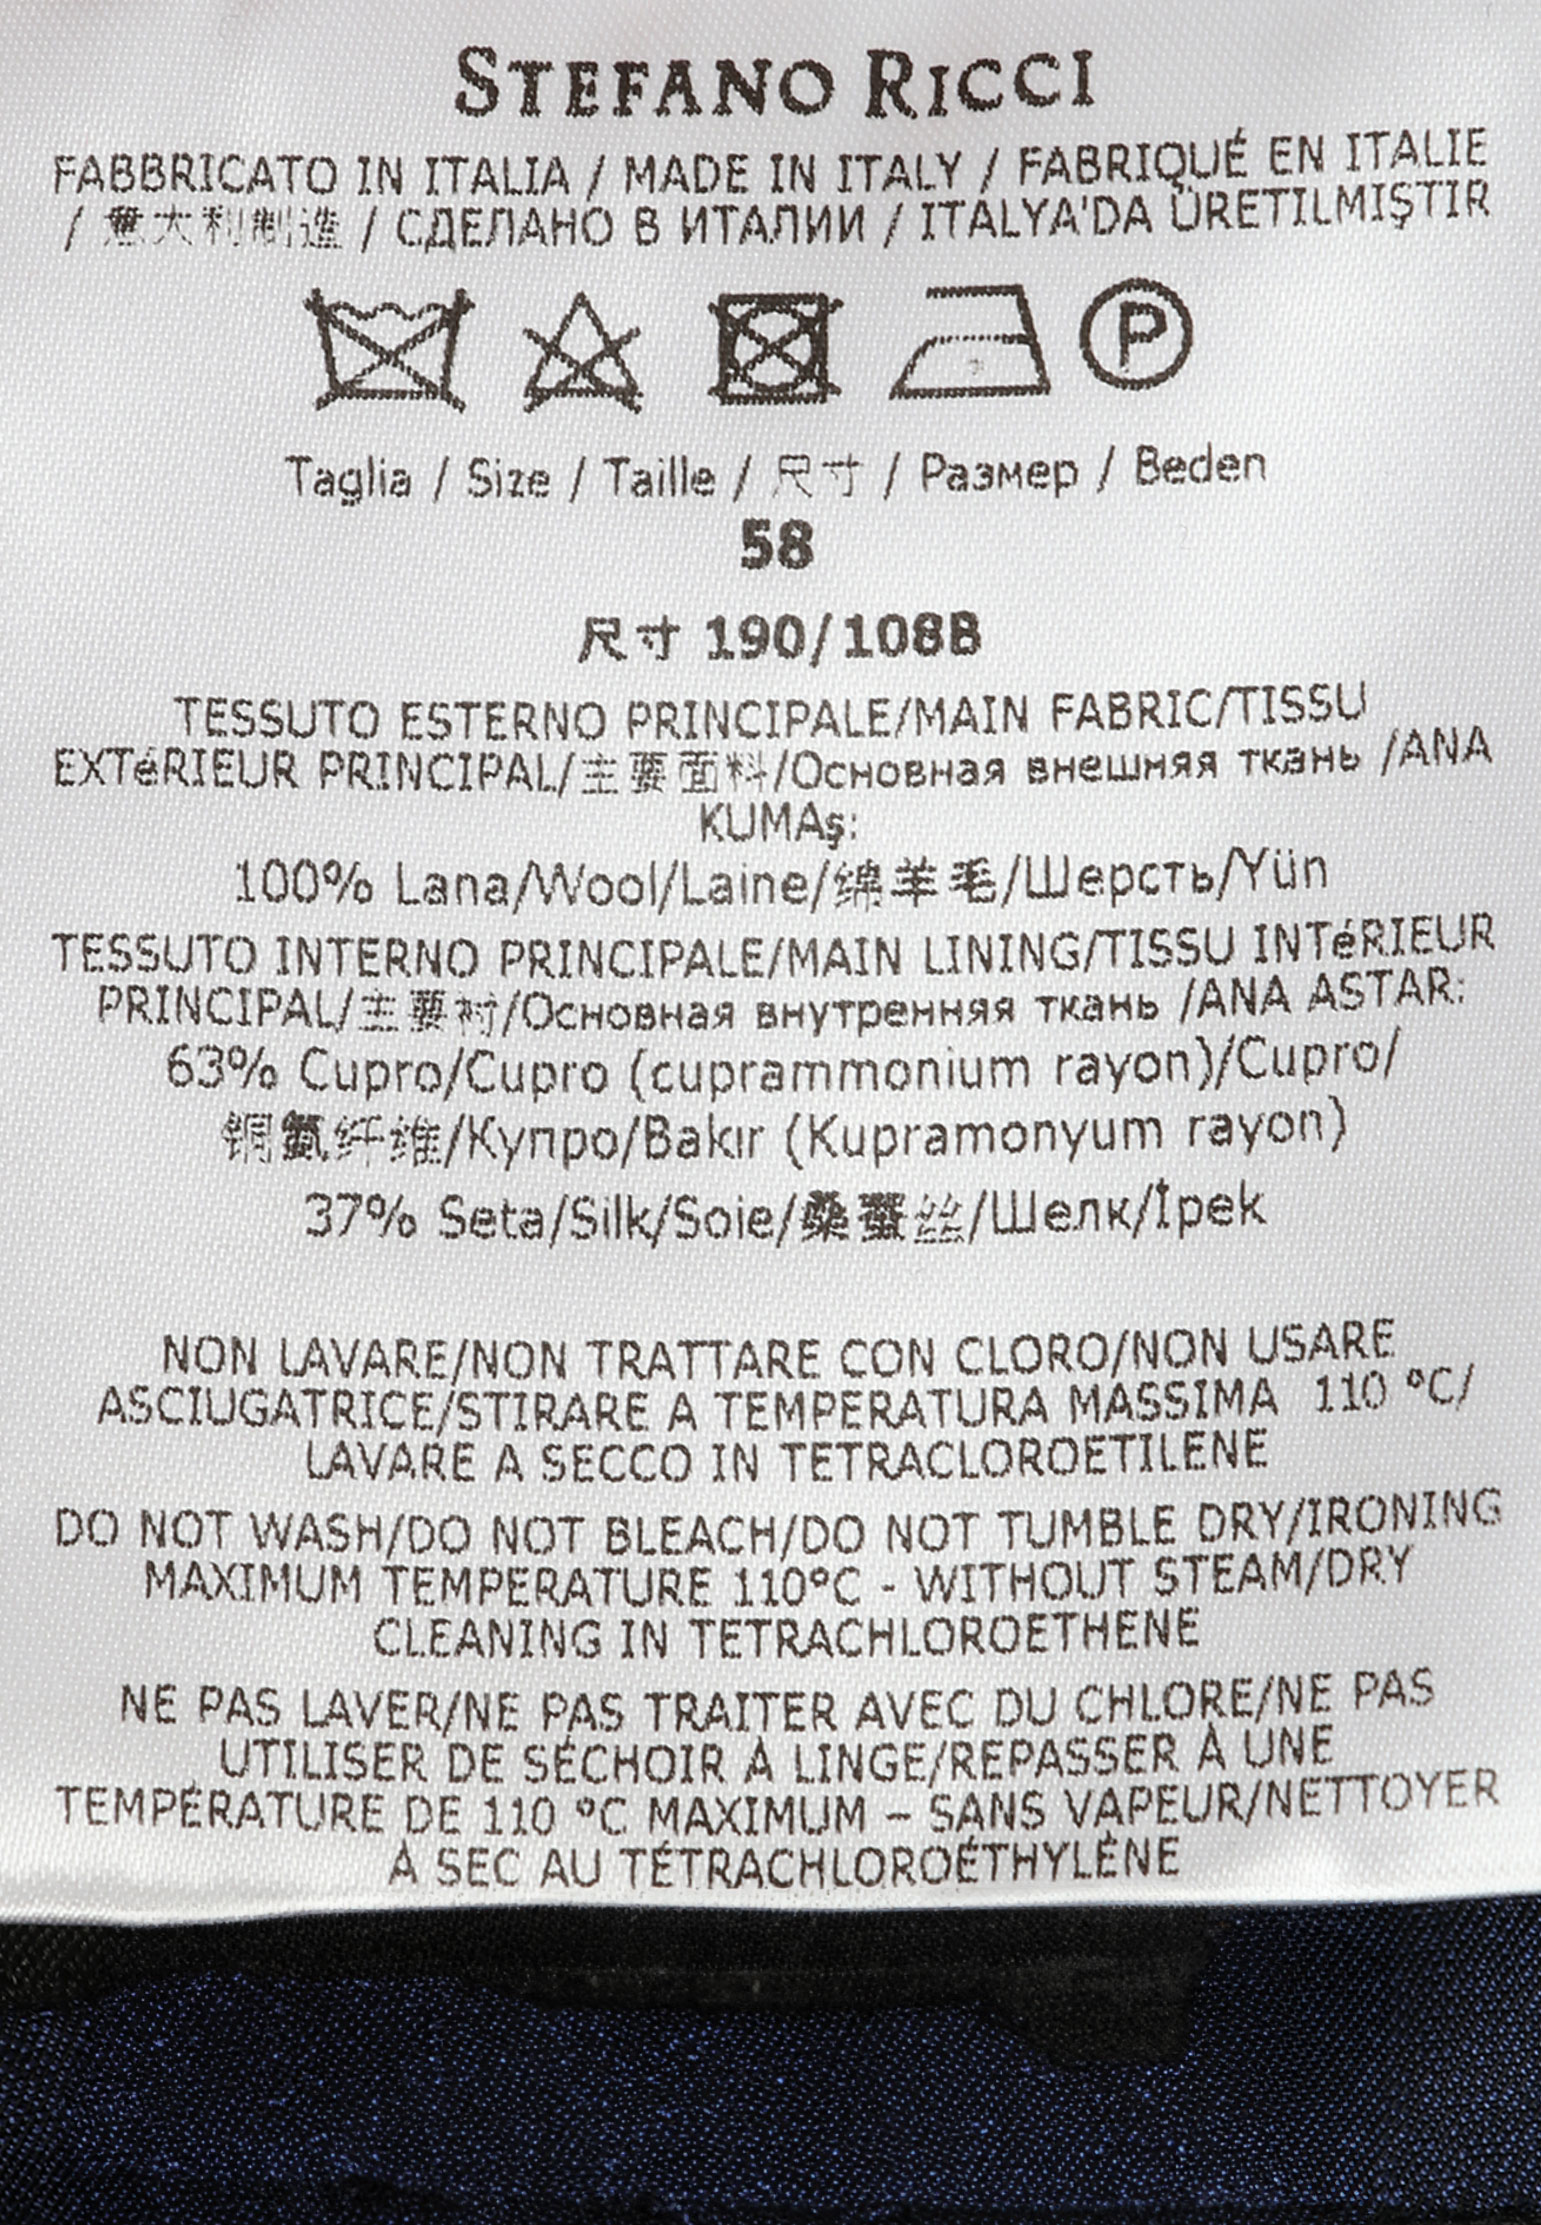 STEFANO RICCI
FABBRICATO IN ITALIA / MADE IN ITALY / FABRIQUÉ EN ITALIE
/ 意大利制造 / СДЕЛАНО В ИТАЛИИ / ITALYA'DA ÜRETILMIŞTIR
P
Taglia / Size / Taille / 尺寸 / Размер / Beden
58
尺寸 190/108B
TESSUTO ESTERNO PRINCIPALE/MAIN FABRIC/TISSU
EXTéRIEUR PRINCIPAL/主要面料/Основная внешняя ткань /ANA
KUMAş:
100% Lana/Wool/Laine/绵羊毛/Шерсть/Yün
TESSUTO INTERNO PRINCIPALE/MAIN LINING/TISSU INTéRIEUR
PRINCIPAL/主要衬/Основная внутренняя ткань /ANA ASTAR:
63% Cupro/Cupro (cuprammonium rayon)/Cupro/
铜氨纤维/Купро/Bakır (Kupramonyum rayon)
37% Seta/Silk/Soie/桑蚕丝/Шелк/İpek
NON LAVARE/NON TRATTARE CON CLORO/NON USARE
ASCIUGATRICE/STIRARE A TEMPERATURA MASSIMA 110 °C/
LAVARE A SECCO IN TETRACLOROETILENE
DO NOT WASH/DO NOT BLEACH/DO NOT TUMBLE DRY/IRONING
MAXIMUM TEMPERATURE 110°C - WITHOUT STEAM/DRY
CLEANING IN TETRACHLOROETHENE
NE PAS LAVER/NE PAS TRAITER AVEC DU CHLORE/NE PAS
UTILISER DE SÉCHOIR À LINGE/REPASSER À UNE
TEMPÉRATURE DE 110 °C MAXIMUM – SANS VAPEUR/NETTOYER
À SEC AU TÉTRACHLOROÉTHYLÈNE